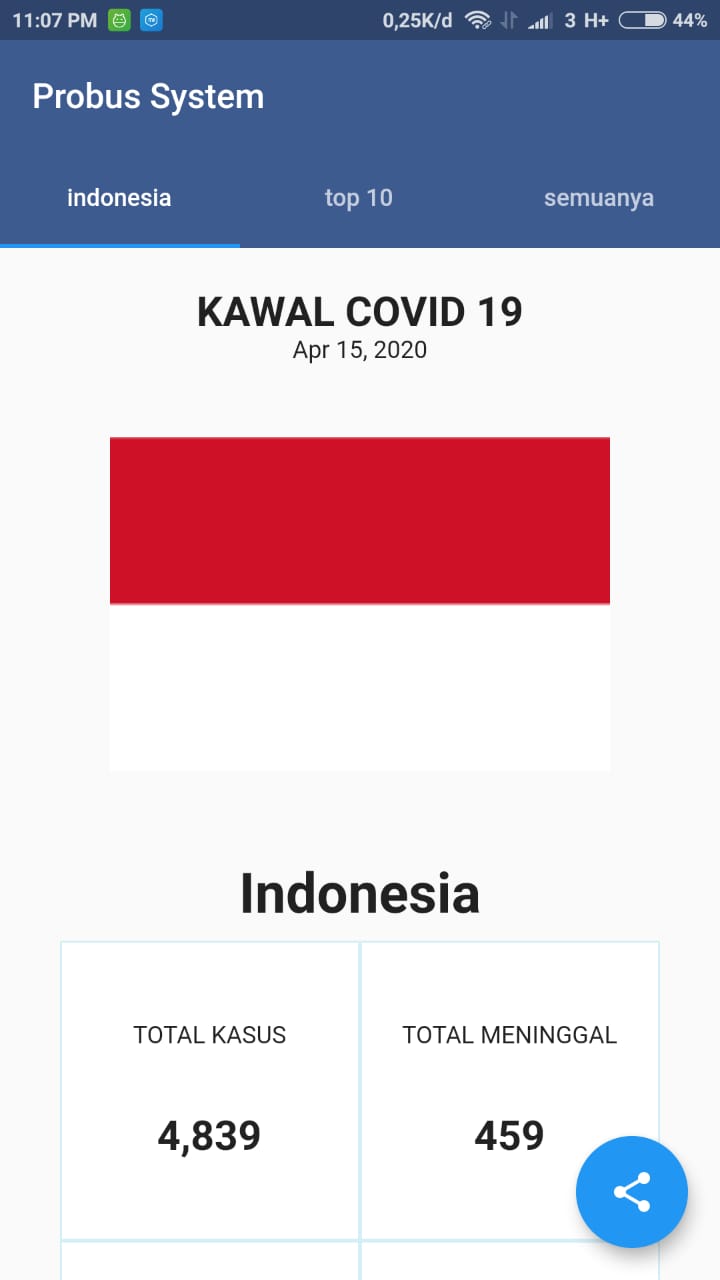 11:07 PM 0,25K/d 3 H+ 44%
Probus System
indonesia top 10 semuanya
KAWAL COVID 19
Apr 15, 2020
Indonesia
TOTAL KASUS TOTAL MENINGGAL
4,839 459